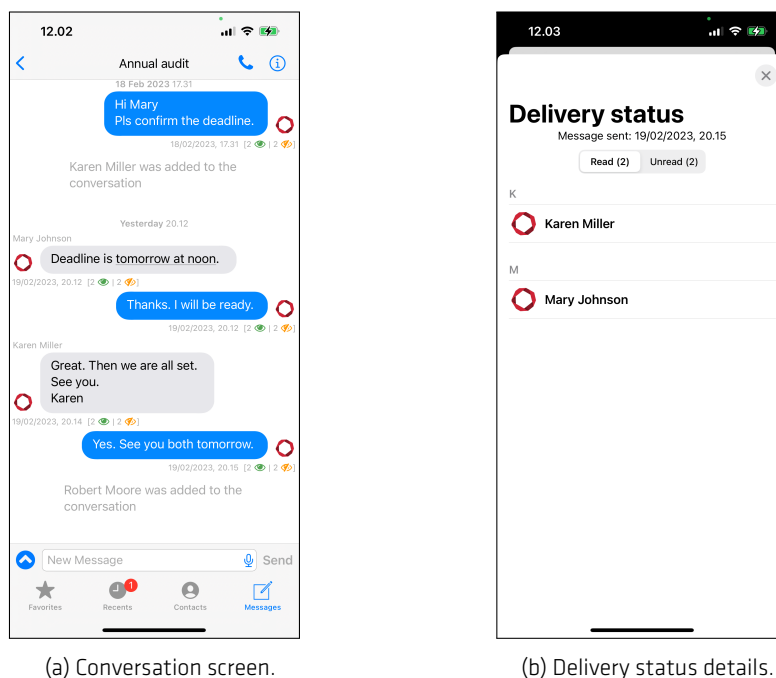 12.02
Annual audit
18 Feb 2023 17.31
Hi Mary
Pls confirm the deadline.
18/02/2023, 17.31 [2 | 2 ]
Karen Miller was added to the
conversation
Yesterday 20.12
Mary Johnson
Deadline is tomorrow at noon.
19/02/2023, 20.12 [2 | 2 ]
Thanks. I will be ready.
19/02/2023, 20.12 [2 | 2 ]
Karen Miller
Great. Then we are all set.
See you.
Karen
19/02/2023, 20.14 [2 | 2 ]
Yes. See you both tomorrow.
19/02/2023, 20.15 [2 | 2 ]
Robert Moore was added to the
conversation
New Message Send
1
Favorites Recents Contacts Messages
(a) Conversation screen.
12.03
Delivery status
Message sent: 19/02/2023, 20.15
Read (2) Unread (2)
K
Karen Miller
M
Mary Johnson
(b) Delivery status details.